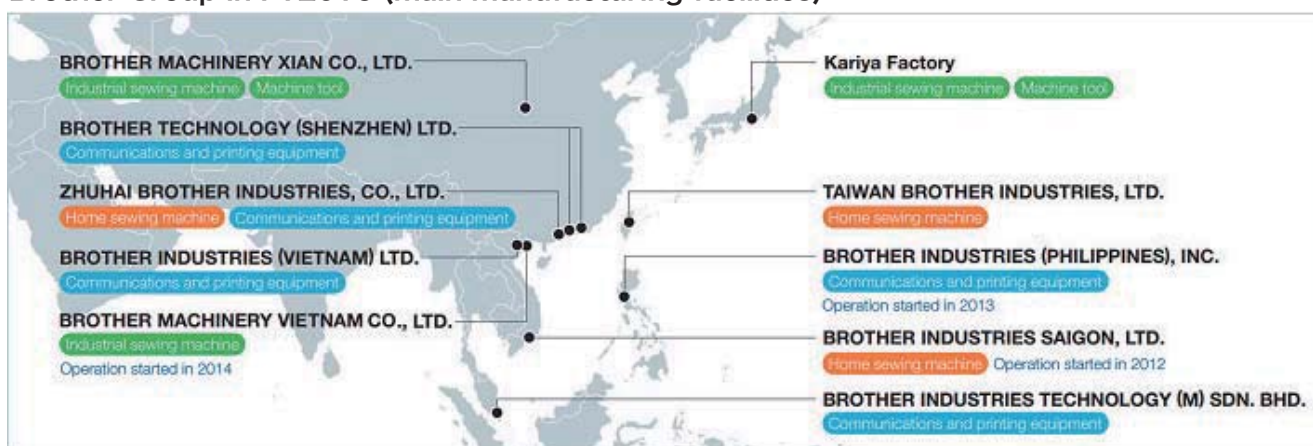 BROTHER MACHINERY XIAN CO., LTD.
Industrial sewing machine Machine tool
BROTHER TECHNOLOGY (SHENZHEN) LTD.
Communications and printing equipment
ZHUHAI BROTHER INDUSTRIES, CO., LTD.
Home sewing machine Communications and printing equipment
BROTHER INDUSTRIES (VIETNAM) LTD.
Communications and printing equipment
BROTHER MACHINERY VIETNAM CO., LTD.
Industrial sewing machine
Operation started in 2014
Kariya Factory
Industrial sewing machine Machine tool
TAIWAN BROTHER INDUSTRIES, LTD.
Home sewing machine
BROTHER INDUSTRIES (PHILIPPINES), INC.
Communications and printing equipment
Operation started in 2013
BROTHER INDUSTRIES SAIGON, LTD.
Home sewing machine Operation started in 2012
BROTHER INDUSTRIES TECHNOLOGY (M) SDN. BHD.
Communications and printing equipment